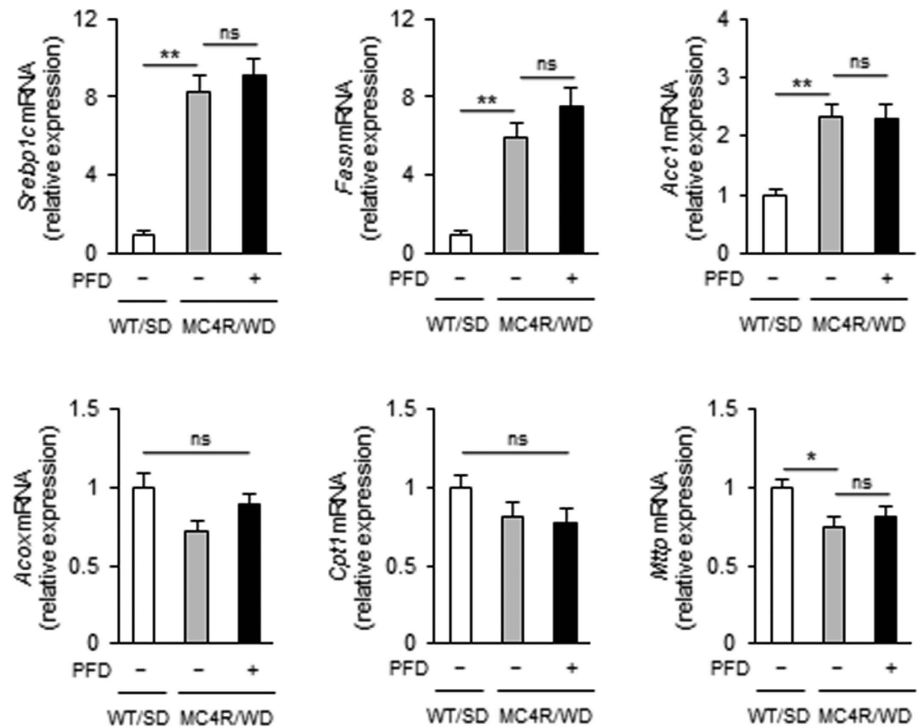 Srebp1c mRNA
(relative expression)
12
8
4
0
**
ns
PFD
−
−
+
WT/SD
MC4R/WD
Fasn mRNA
(relative expression)
12
8
4
0
**
ns
PFD
−
−
+
WT/SD
MC4R/WD
Acc1 mRNA
(relative expression)
4
3
2
1
0
**
ns
PFD
−
−
+
WT/SD
MC4R/WD
Acox mRNA
(relative expression)
1.5
1
0.5
0
ns
PFD
−
−
+
WT/SD
MC4R/WD
Cpt1 mRNA
(relative expression)
1.5
1
0.5
0
ns
PFD
−
−
+
WT/SD
MC4R/WD
Mttp mRNA
(relative expression)
1.5
1
0.5
0
*
ns
PFD
−
−
+
WT/SD
MC4R/WD